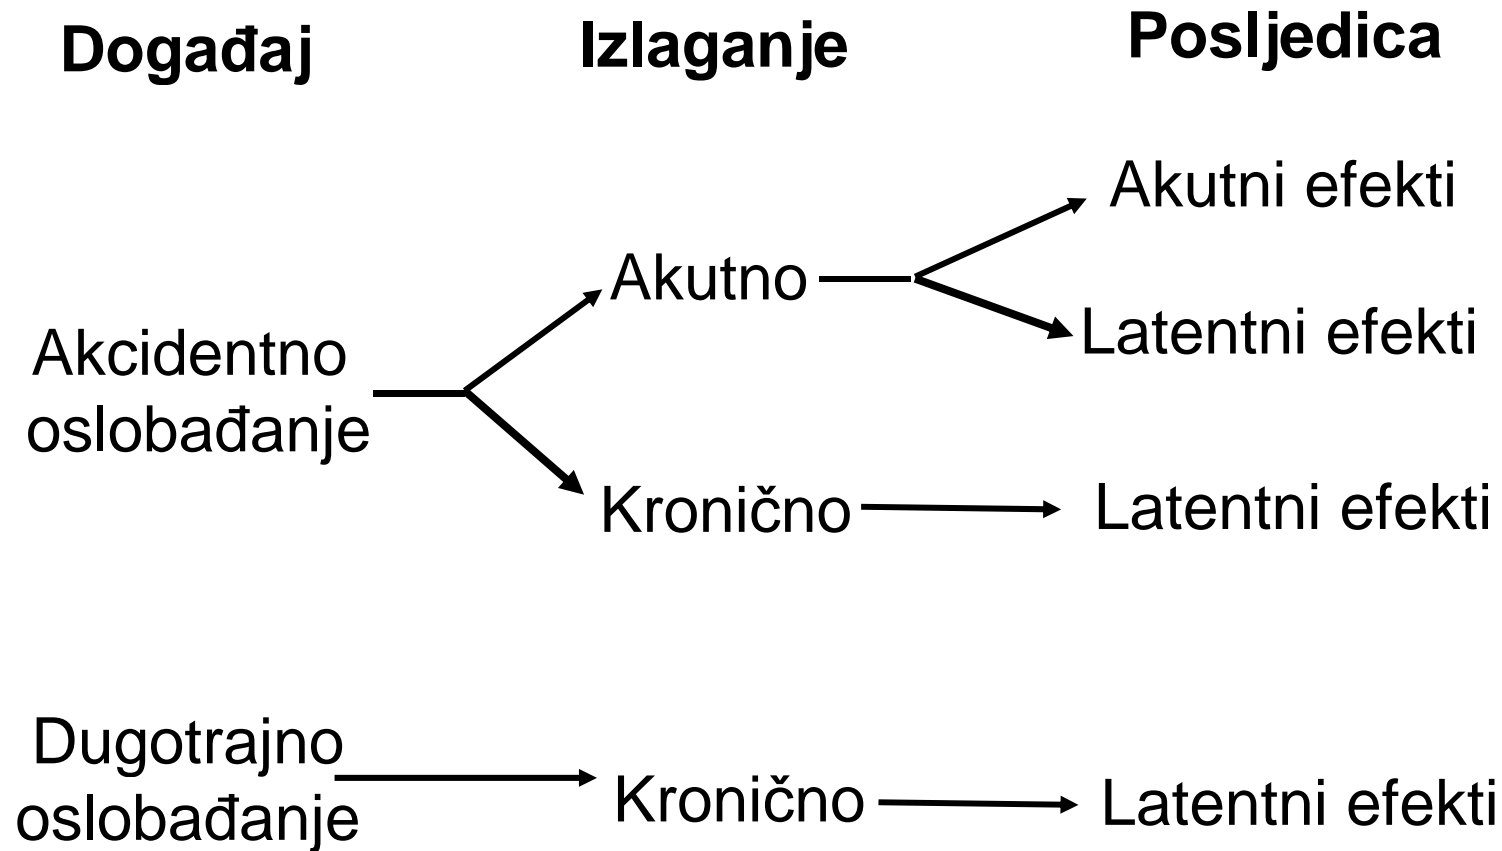 Događaj
Izlaganje
Posljedica
Akutni efekti
Akutno
Latentni efekti
Akcidentno
oslobađanje
Kronično
Latentni efekti
Dugotrajno
oslobađanje
Kronično
Latentni efekti